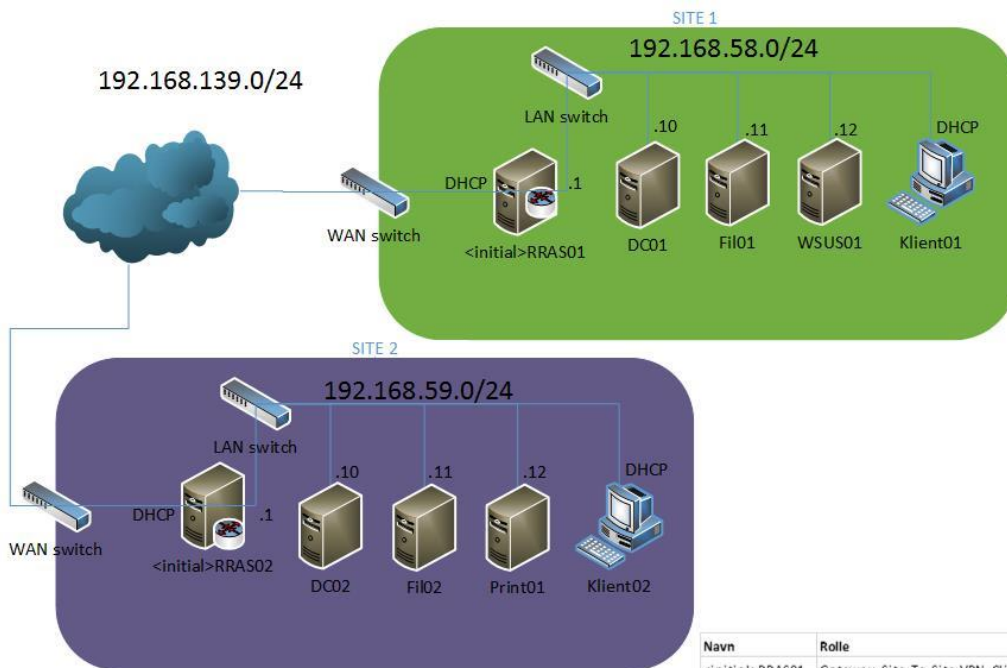 SITE 1
192.168.58.0/24
192.168.139.0/24
LAN switch
.10
.11
.12
DHCP
DHCP
.1
WAN switch
<initial>RRAS01
DC01
Fil01
WSUS01
Klient01
SITE 2
192.168.59.0/24
LAN switch
.10
.11
.12
DHCP
DHCP
.1
WAN switch
<initial>RRAS02
DC02
Fil02
Print01
Klient02
Navn Rolle